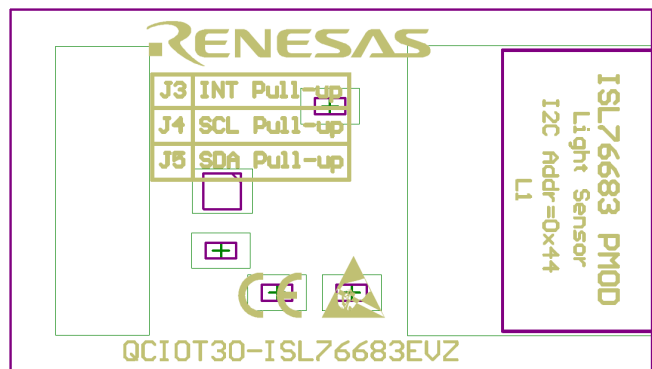 RENESAS
J3 INT Pull-up
J4 SCL Pull-up
J5 SDA Pull-up
ISL76683 PMOD
Light Sensor
I2C Addr=0x44
L1
CE
QCIOT30-ISL76683EVZ